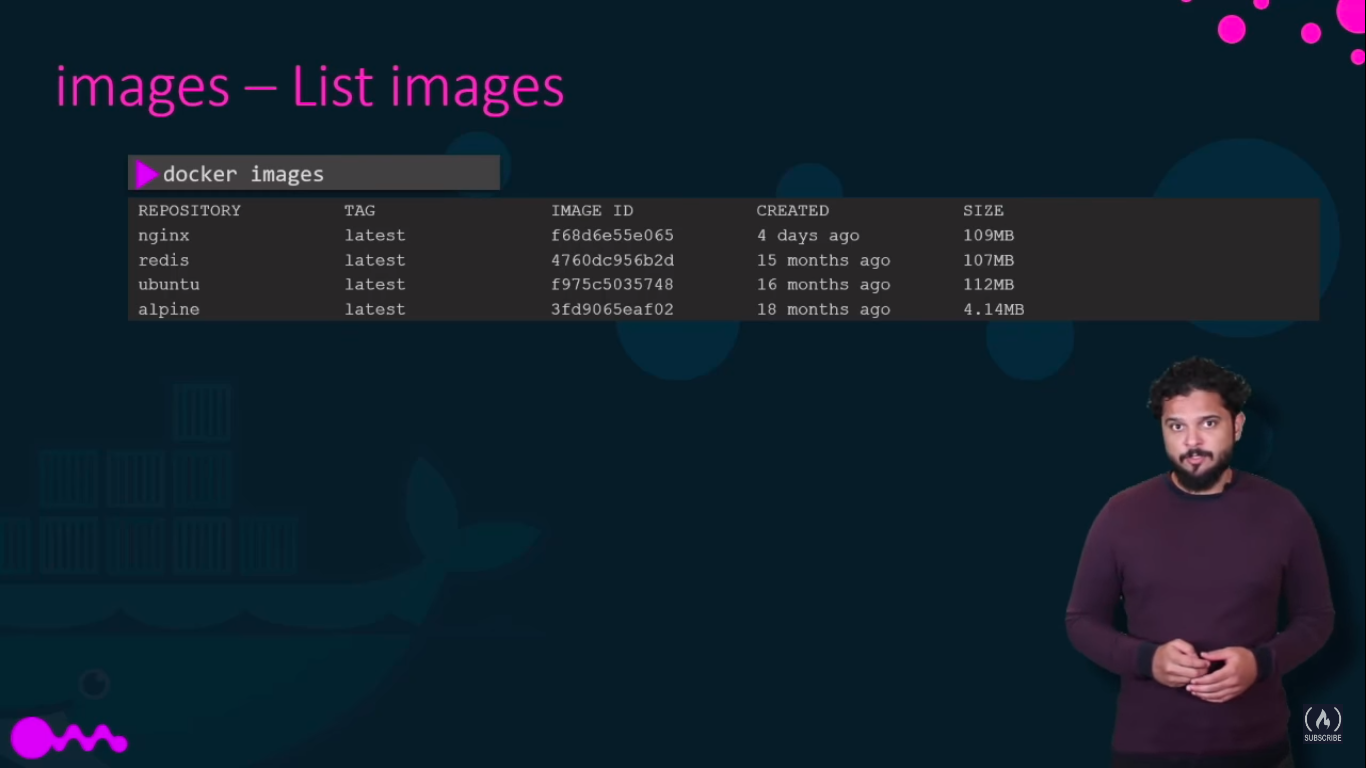 images – List images
docker images
REPOSITORY TAG IMAGE ID CREATED SIZE
nginx latest f68d6e55e065 4 days ago 109MB
redis latest 4760dc956b2d 15 months ago 107MB
ubuntu latest f975c5035748 16 months ago 112MB
alpine latest 3fd9065eaf02 18 months ago 4.14MB
SUBSCRIBE